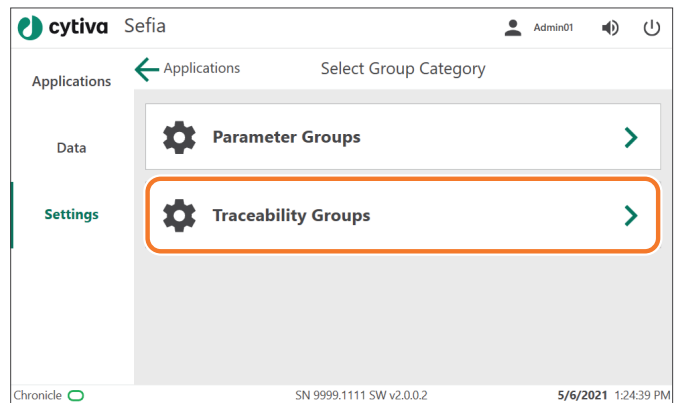 cytiva Sefia Admin01
Applications
Data
Settings
Applications Select Group Category
Parameter Groups
Traceability Groups
Chronicle SN 9999.1111 SW v2.0.0.2 5/6/2021 1:24:39 PM